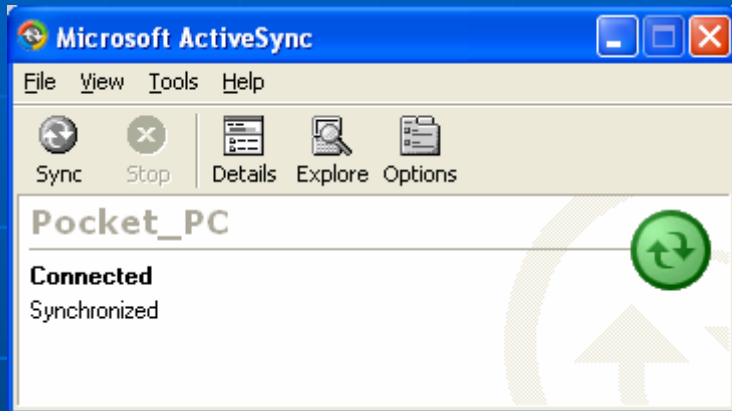 Microsoft ActiveSync
File View Tools Help
Sync Stop Details Explore Options
Pocket_PC
Connected
Synchronized